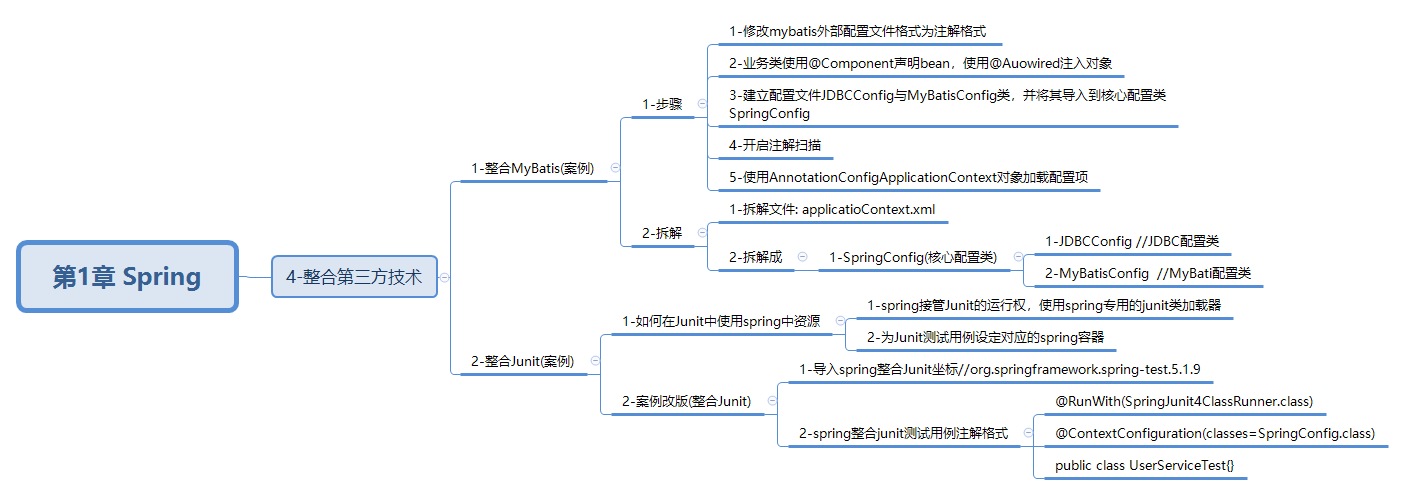 第1章 Spring
4-整合第三方技术
1-整合MyBatis(案例)
1-步骤
1-修改mybatis外部配置文件格式为注解格式
2-业务类使用@Component声明bean，使用@Auowired注入对象
3-建立配置文件JDBCConfig与MyBatisConfig类，并将其导入到核心配置类
SpringConfig
4-开启注解扫描
5-使用AnnotationConfigApplicationContext对象加载配置项
2-拆解
1-拆解文件: applicatioContext.xml
2-拆解成
1-SpringConfig(核心配置类)
1-JDBCConfig //JDBC配置类
2-MyBatisConfig //MyBati配置类
2-整合Junit(案例)
1-如何在Junit中使用spring中资源
1-spring接管Junit的运行权，使用spring专用的junit类加载器
2-为Junit测试用例设定对应的spring容器
2-案例改版(整合Junit)
1-导入spring整合Junit坐标//org.springframework.spring-test.5.1.9
2-spring整合junit测试用例注解格式
@RunWith(SpringJunit4ClassRunner.class)
@ContextConfiguration(classes=SpringConfig.class)
public class UserServiceTest{}